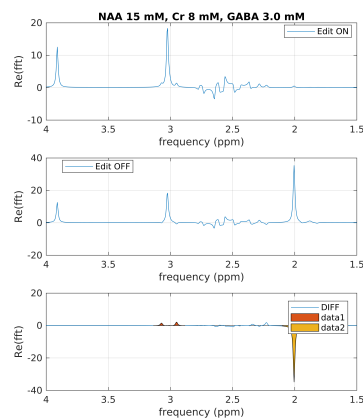 NAA 15 mM, Cr 8 mM, GABA 3.0 mM
20
10
0
-10
Re(fft)
Edit ON
4 3.5 3 2.5 2 1.5
frequency (ppm)
40
20
0
-20
Re(fft)
Edit OFF
4 3.5 3 2.5 2 1.5
frequency (ppm)
20
0
-20
-40
Re(fft)
DIFF
data1
data2
4 3.5 3 2.5 2 1.5
frequency (ppm)